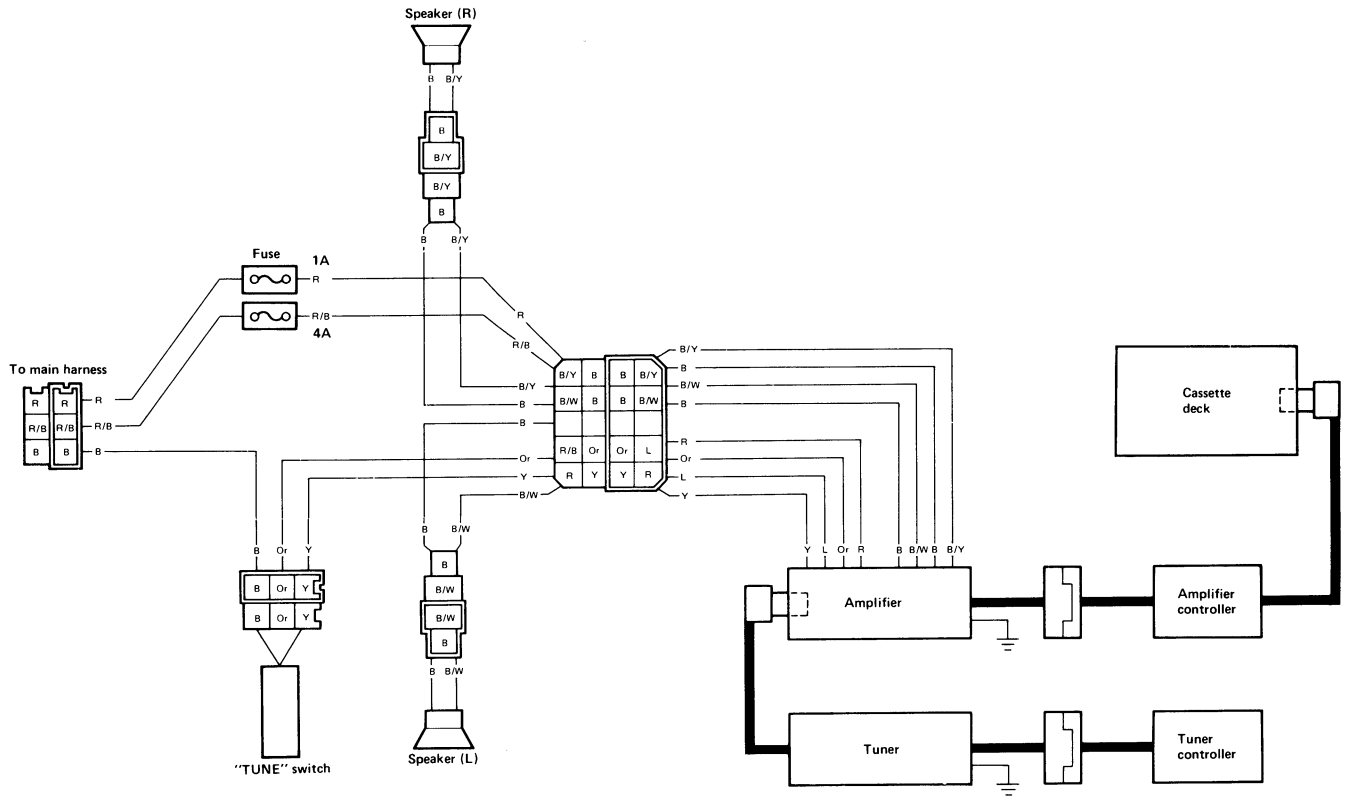 Speaker (R)
B B/Y
B
B/Y
B/Y
B
B B/Y
Fuse
1A
R
R/B
4A
R
R/B
To main harness
R R
R/B R/B
B B
R
R/B
B
B/Y
B
B
Or
Y
B/W
B/Y B B B/Y
B/W B B B/W
R/B Or Or L
R Y Y R
B/Y
B
B/W
B
R
Or
L
Y
Cassette
deck
B Or Y
B Or Y
B Or Y
"TUNE" switch
B B/W
B
B/W
B/W
B
B B/W
Speaker (L)
Y L Or R B B/W B B/Y
Amplifier
Amplifier
controller
Tuner
Tuner
controller